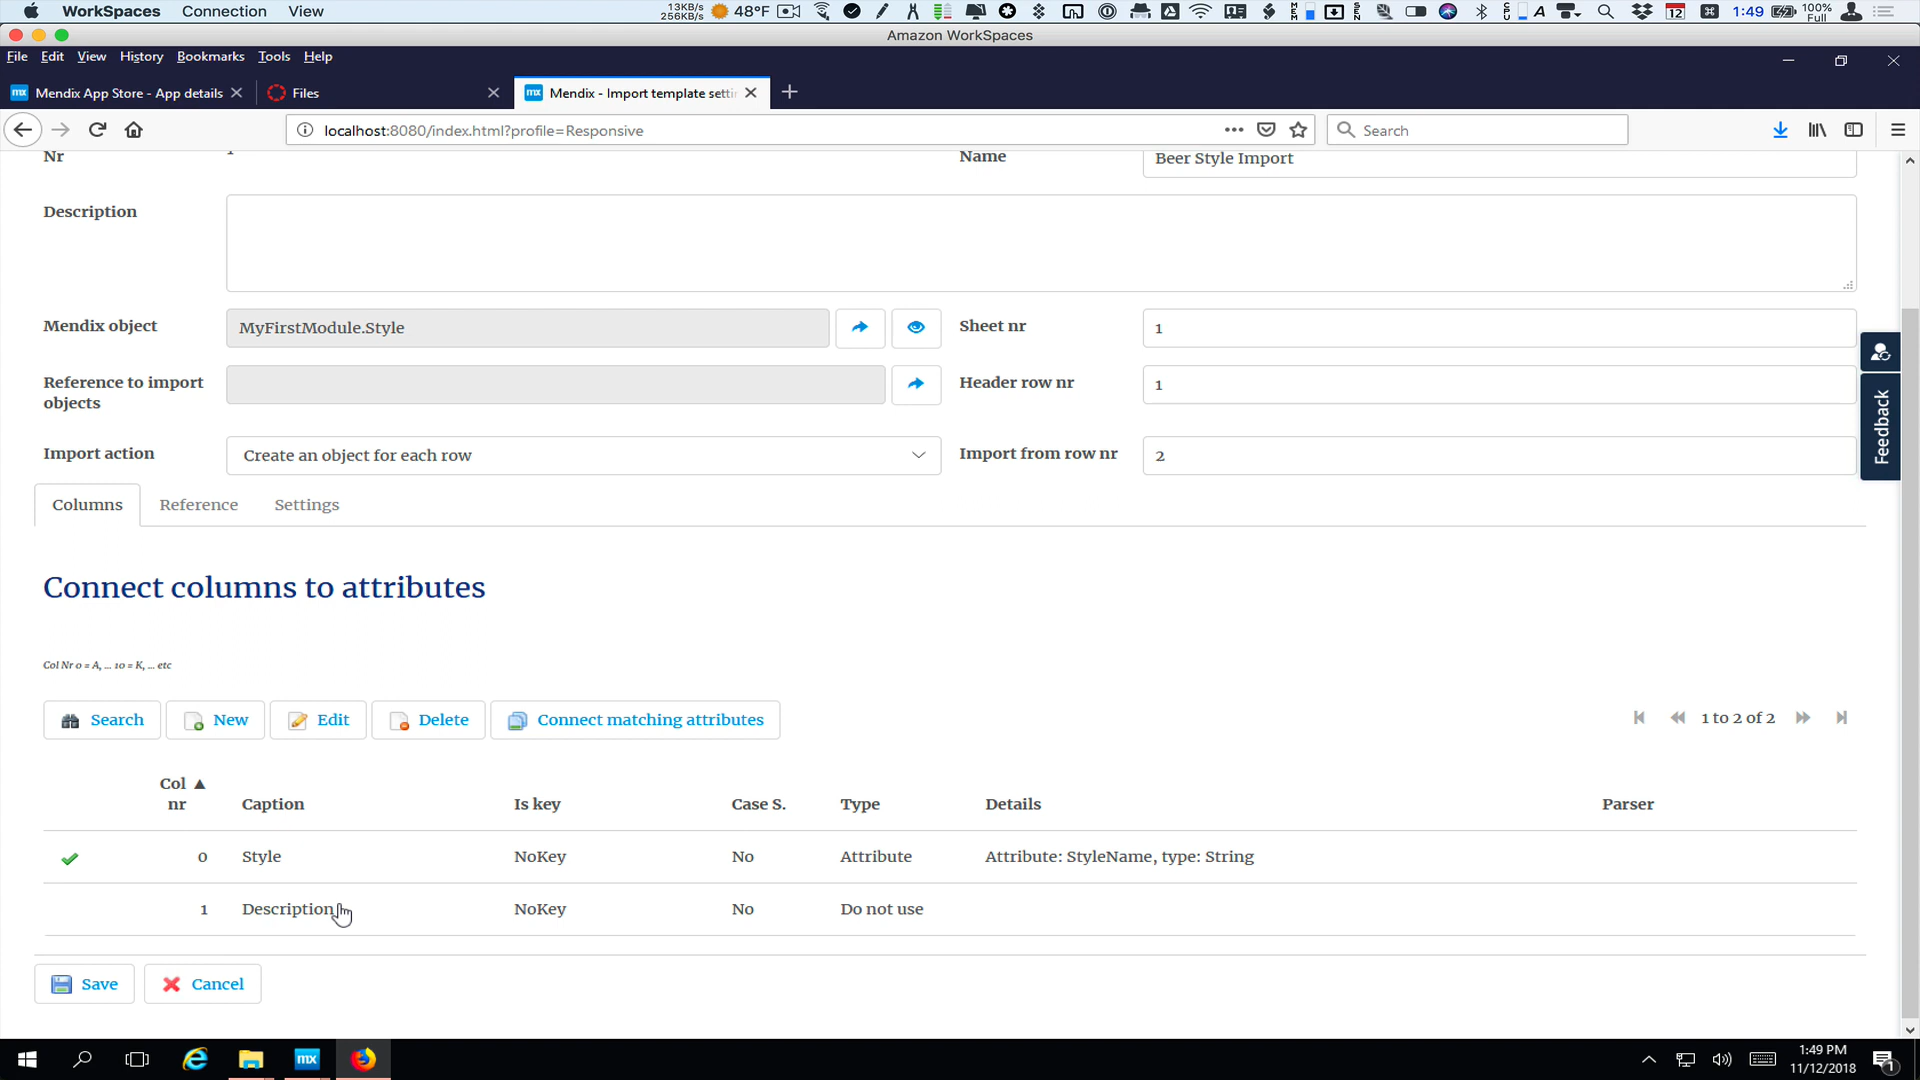 WorkSpaces Connection View
13KB/s
256KB/s
48°F
12
1:49
100%
Full
Amazon WorkSpaces
File Edit View History Bookmarks Tools Help
mx Mendix App Store - App details
Files
mx Mendix - Import template setti
localhost:8080/index.html?profile=Responsive
Search
Nr
1
Name
Beer Style Import
Description
Mendix object
MyFirstModule.Style
Sheet nr
1
Reference to import
objects
Header row nr
1
Import action
Create an object for each row
Import from row nr
2
Feedback
Columns Reference Settings
Connect columns to attributes
Col Nr 0 = A, ... 10 = K, ... etc
Search New Edit Delete Connect matching attributes
1 to 2 of 2
Col ▲
nr
Caption Is key Case S. Type Details Parser
0 Style NoKey No Attribute Attribute: StyleName, type: String
1 Description NoKey No Do not use
Save Cancel
mx
1:49 PM
11/12/2018
1